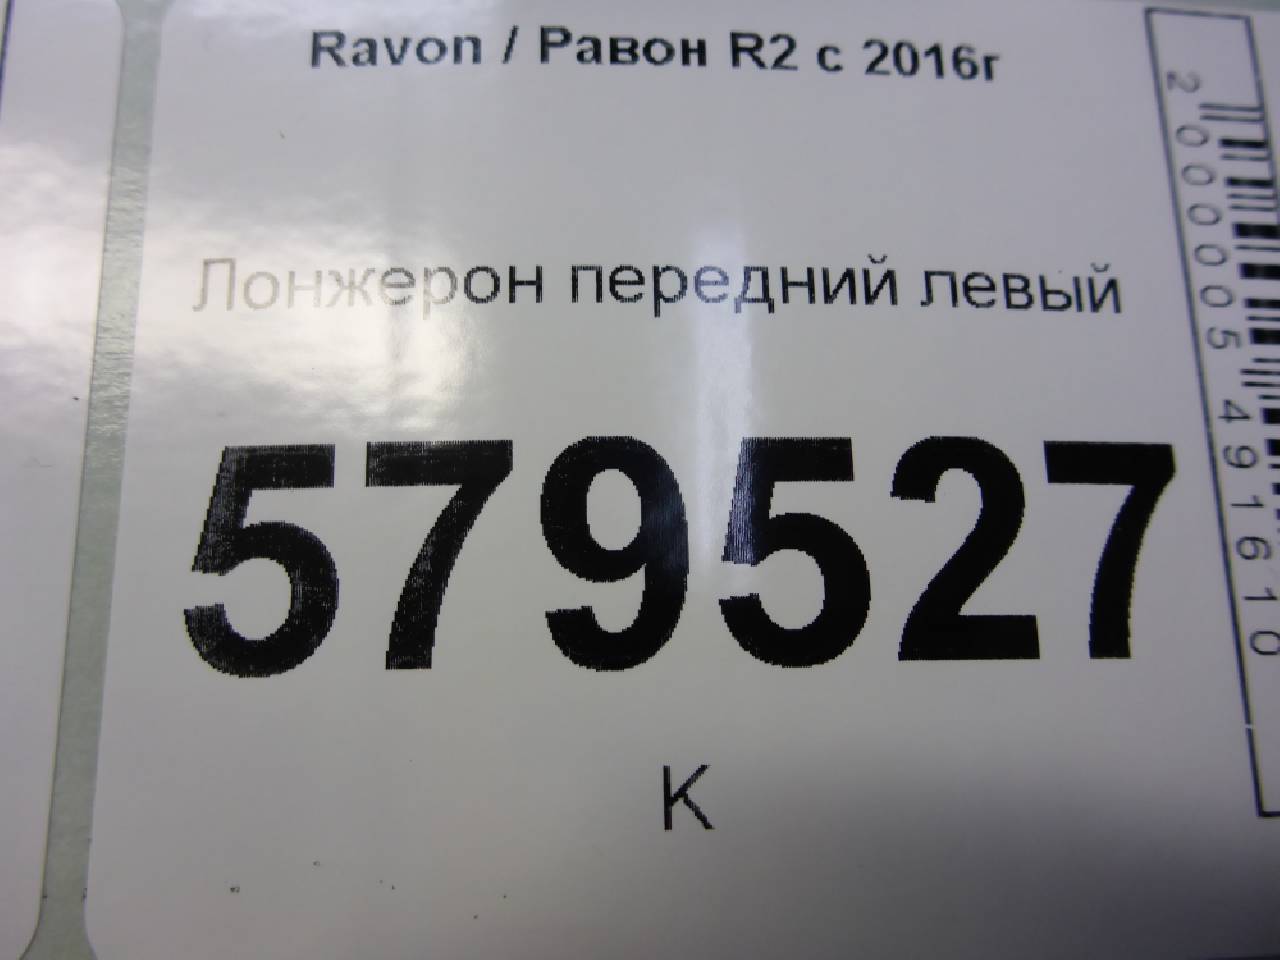 Ravon / Равон R2 с 2016г
Лонжерон передний левый
579527
К
2000005491610